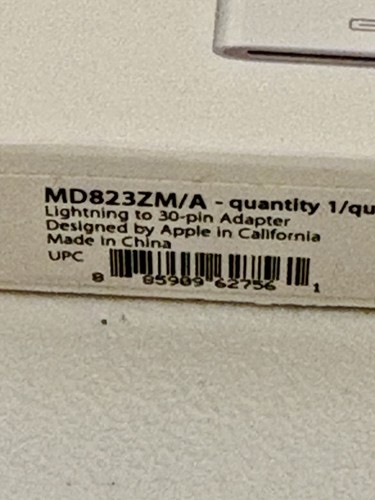 MD823ZM/A - quantity 1/qu
Lightning to 30-pin Adapter
Designed by Apple in California
Made in China
UPC
8 85909 62756 1